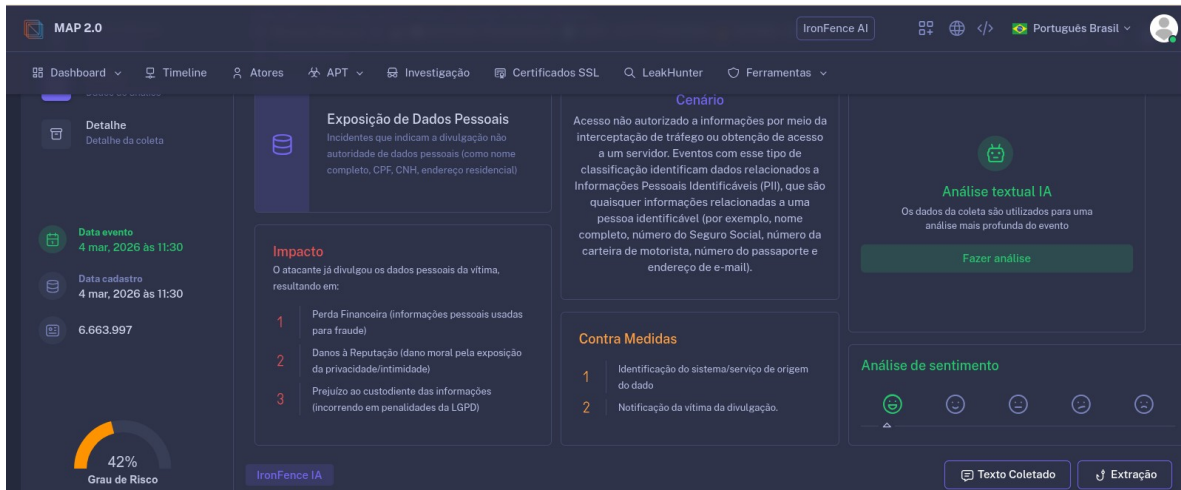 MAP 2.0
IronFence AI
Português Brasil
Dashboard
Timeline
Atores
APT
Investigação
Certificados SSL
LeakHunter
Ferramentas
Detalhe
Detalhe da coleta
Data evento
4 mar, 2026 às 11:30
Data cadastro
4 mar, 2026 às 11:30
6.663.997
42%
Grau de Risco
Exposição de Dados Pessoais
Incidentes que indicam a divulgação não
autoridade de dados pessoais (como nome
completo, CPF, CNH, endereço residencial)
Impacto
O atacante já divulgou os dados pessoais da vítima,
resultando em:
1 Perda Financeira (informações pessoais usadas
para fraude)
2 Danos à Reputação (dano moral pela exposição
da privacidade/intimidade)
3 Prejuízo ao custodiente das informações
(incorrendo em penalidades da LGPD)
Cenário
Acesso não autorizado a informações por meio da
interceptação de tráfego ou obtenção de acesso
a um servidor. Eventos com esse tipo de
classificação identificam dados relacionados a
Informações Pessoais Identificáveis (PII), que são
quaisquer informações relacionadas a uma
pessoa identificável (por exemplo, nome
completo, número do Seguro Social, número da
carteira de motorista, número do passaporte e
endereço de e-mail).
Contra Medidas
1 Identificação do sistema/serviço de origem
do dado
2 Notificação da vítima da divulgação.
Análise textual IA
Os dados da coleta são utilizados para uma
análise mais profunda do evento
Fazer análise
Análise de sentimento
IronFence IA
Texto Coletado
Extração